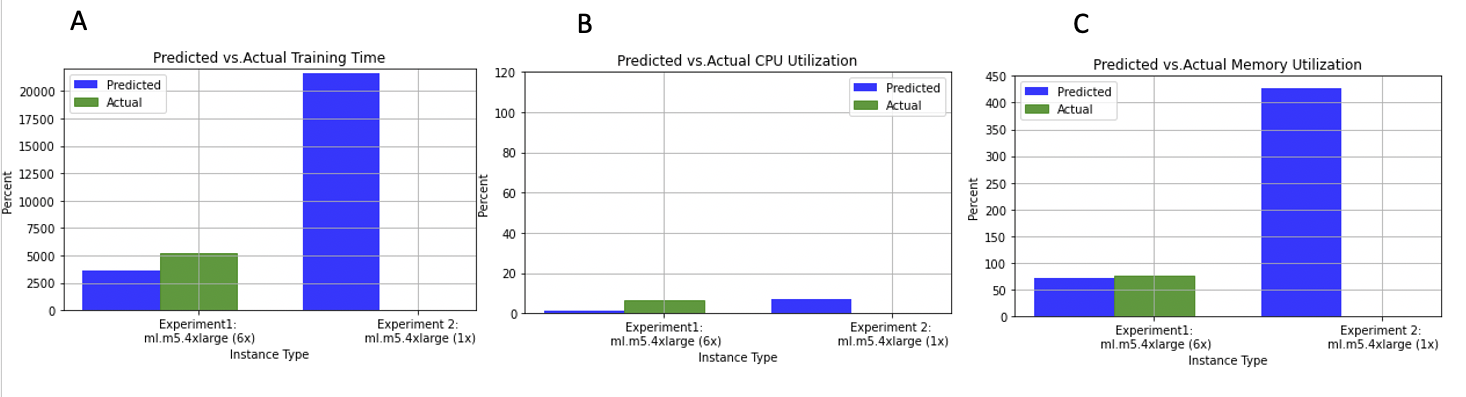 A
Predicted vs.Actual Training Time
Predicted
Actual
20000
17500
15000
12500
10000
7500
5000
2500
0
Percent
Experiment1:
ml.m5.4xlarge (6x)
Experiment 2:
ml.m5.4xlarge (1x)
Instance Type
B
Predicted vs.Actual CPU Utilization
Predicted
Actual
120
100
80
60
40
20
0
Percent
Experiment1:
ml.m5.4xlarge (6x)
Experiment 2:
ml.m5.4xlarge (1x)
Instance Type
C
Predicted vs.Actual Memory Utilization
Predicted
Actual
450
400
350
300
250
200
150
100
50
0
Percent
Experiment1:
ml.m5.4xlarge (6x)
Experiment 2:
ml.m5.4xlarge (1x)
Instance Type